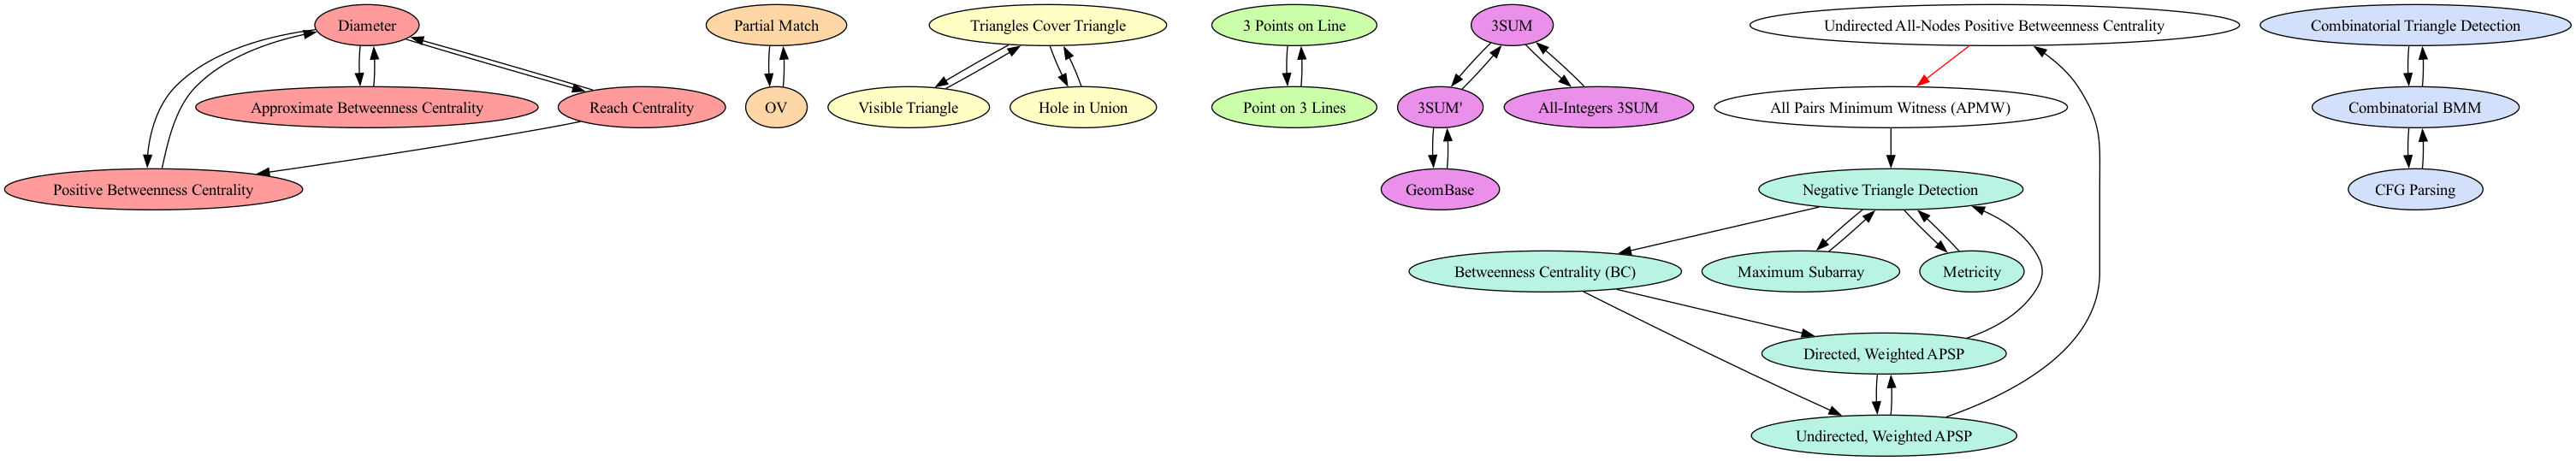 Diameter
Partial Match
Triangles Cover Triangle
3 Points on Line
3SUM
Undirected All-Nodes Positive Betweenness Centrality
Combinatorial Triangle Detection
Approximate Betweenness Centrality
Reach Centrality
OV
Visible Triangle
Hole in Union
Point on 3 Lines
3SUM'
All-Integers 3SUM
All Pairs Minimum Witness (APMW)
Combinatorial BMM
Positive Betweenness Centrality
GeomBase
Negative Triangle Detection
CFG Parsing
Betweenness Centrality (BC)
Maximum Subarray
Metricity
Directed, Weighted APSP
Undirected, Weighted APSP